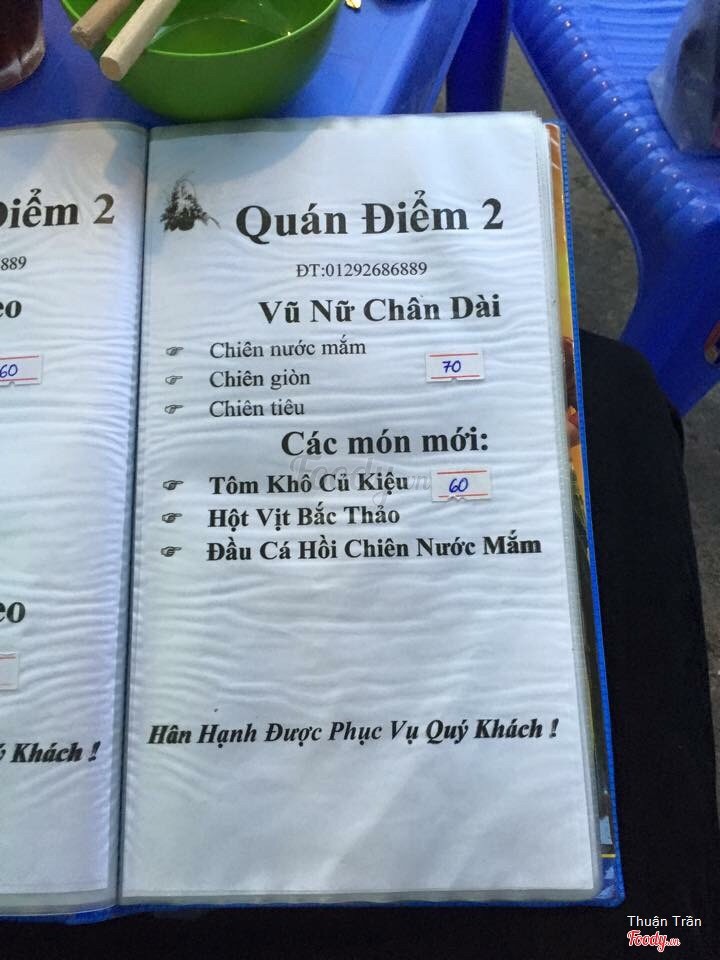 Điểm 2
889
eo
60
eo
Khách !
Quán Điểm 2
ĐT:01292686889
Vũ Nữ Chân Dài
Chiên nước mắm
Chiên giòn 70
Chiên tiêu
Các món mới:
Tôm Khô Củ Kiệu 60
Hột Vịt Bắc Thảo
Đầu Cá Hồi Chiên Nước Mắm
Hân Hạnh Được Phục Vụ Quý Khách !
Foody.vn
Thuận Trần
Foody.vn